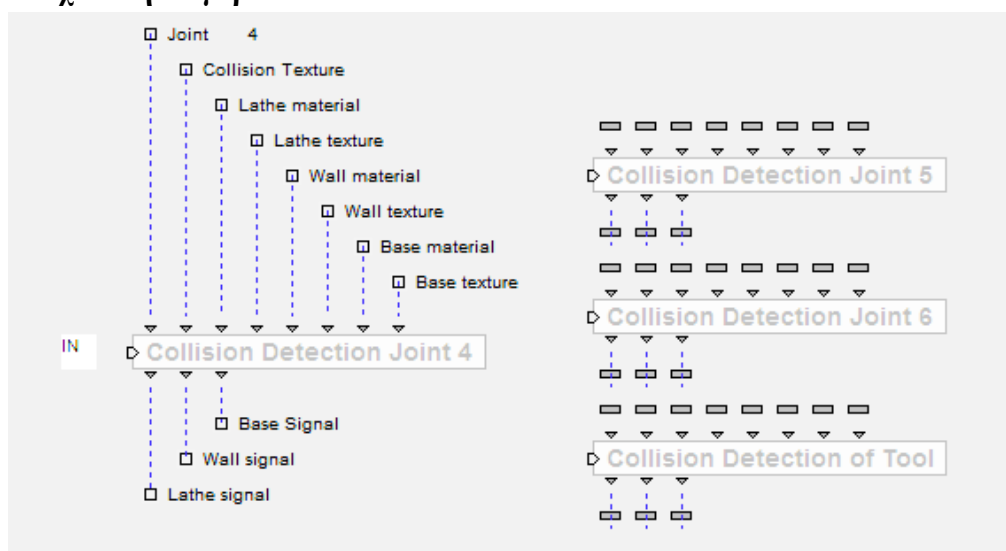 Joint 4
Collision Texture
Lathe material
Lathe texture
Wall material
Wall texture
Base material
Base texture
IN
Collision Detection Joint 4
Base Signal
Wall signal
Lathe signal
Collision Detection Joint 5
Collision Detection Joint 6
Collision Detection of Tool